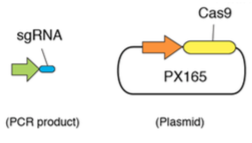 Cas9
sgRNA
PX165
(PCR product)
(Plasmid)